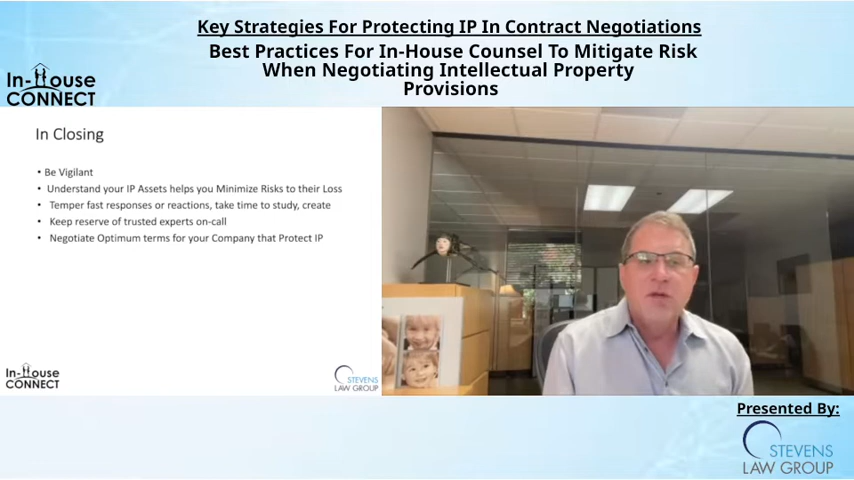 Key Strategies For Protecting IP In Contract Negotiations
Best Practices For In-House Counsel To Mitigate Risk
When Negotiating Intellectual Property
Provisions
In-House
CONNECT
In Closing
• Be Vigilant
• Understand your IP Assets helps you Minimize Risks to their Loss
• Temper fast responses or reactions, take time to study, create
• Keep reserve of trusted experts on-call
• Negotiate Optimum terms for your Company that Protect IP
In-House
CONNECT
STEVENS
LAW GROUP
Presented By:
STEVENS
LAW GROUP